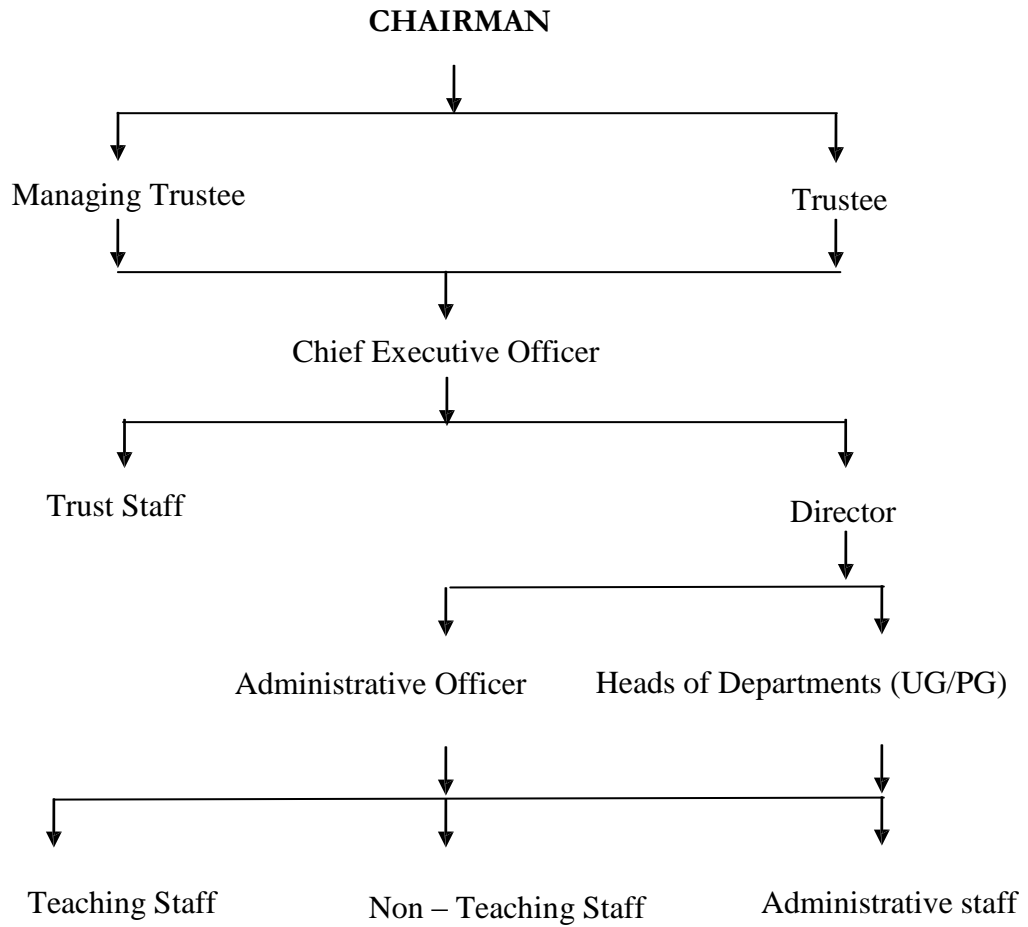 CHAIRMAN
Managing Trustee
Trustee
Chief Executive Officer
Trust Staff
Director
Administrative Officer
Heads of Departments (UG/PG)
Teaching Staff
Non – Teaching Staff
Administrative staff